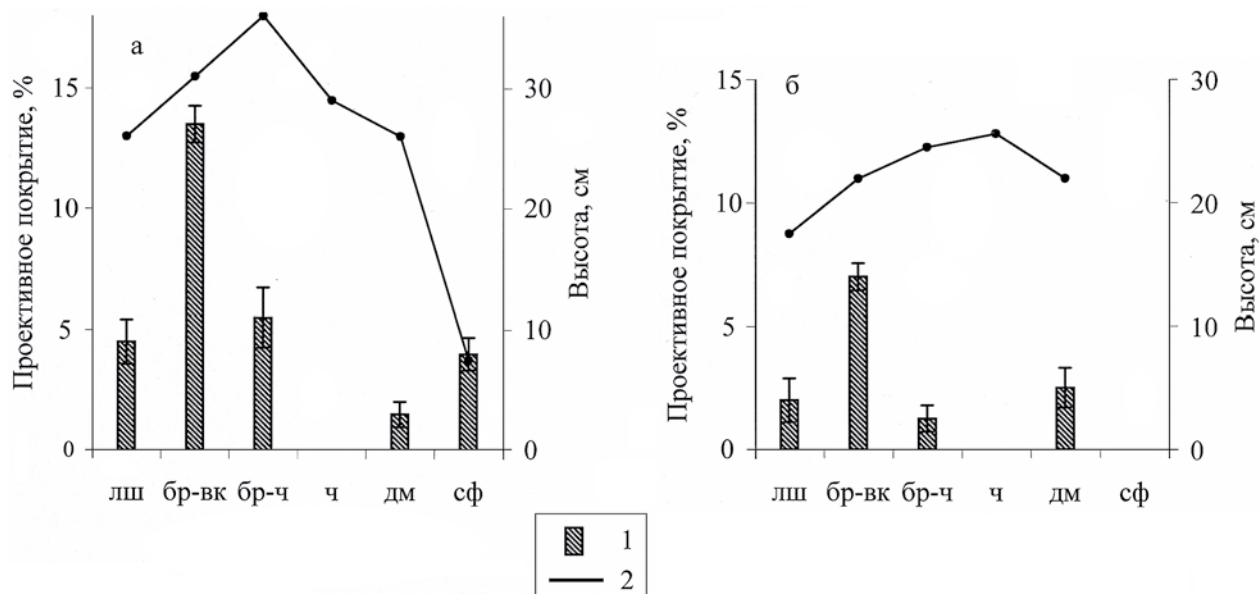 а
Проективное покрытие, %
15
10
5
0
30
20
10
0
Высота, см
лш бр-вк бр-ч ч дм сф
б
Проективное покрытие, %
15
10
5
0
30
20
10
0
Высота, см
лш бр-вк бр-ч ч дм сф
1
2